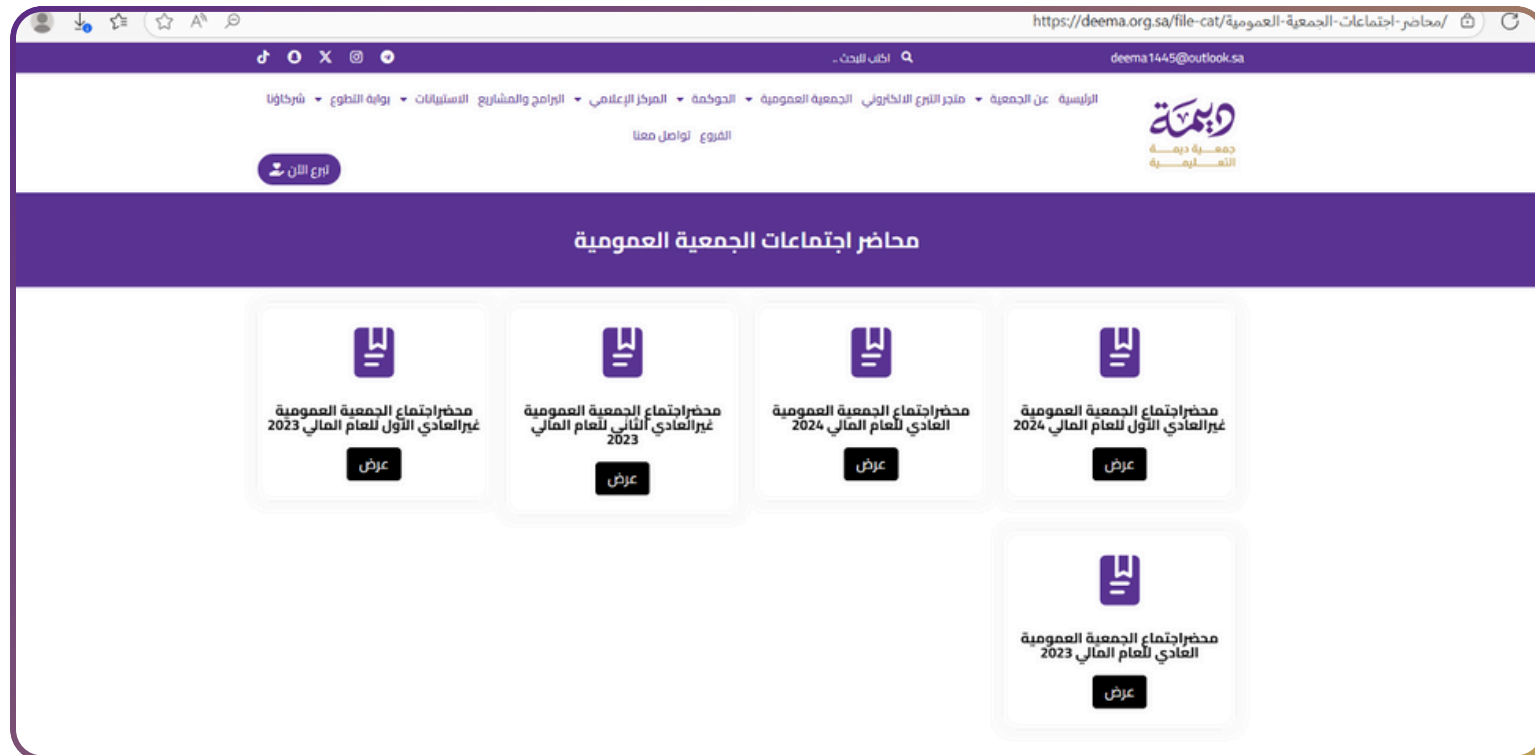 https://deema.org.sa/file-cat/محاضر-اجتماعات-الجمعية-العمومية/
deema1445@outlook.sa
اكتب للبحث ..
ديمة
جمعية ديمة
التعليمية
الرئيسية عن الجمعية متجر التبرع الالكتروني الجمعية العمومية الحوكمة المركز الإعلامي البرامج والمشاريع الاستبيانات بوابة التطوع شركاؤنا
الفروع تواصل معنا
تبرع الآن
محاضر اجتماعات الجمعية العمومية
محضراجتماع الجمعية العمومية
غيرالعادي الأول للعام المالي 2024
عرض
محضراجتماع الجمعية العمومية
العادي للعام المالي 2024
عرض
محضراجتماع الجمعية العمومية
غيرالعادي الثاني للعام المالي
2023
عرض
محضراجتماع الجمعية العمومية
غيرالعادي الأول للعام المالي 2023
عرض
محضراجتماع الجمعية العمومية
العادي للعام المالي 2023
عرض